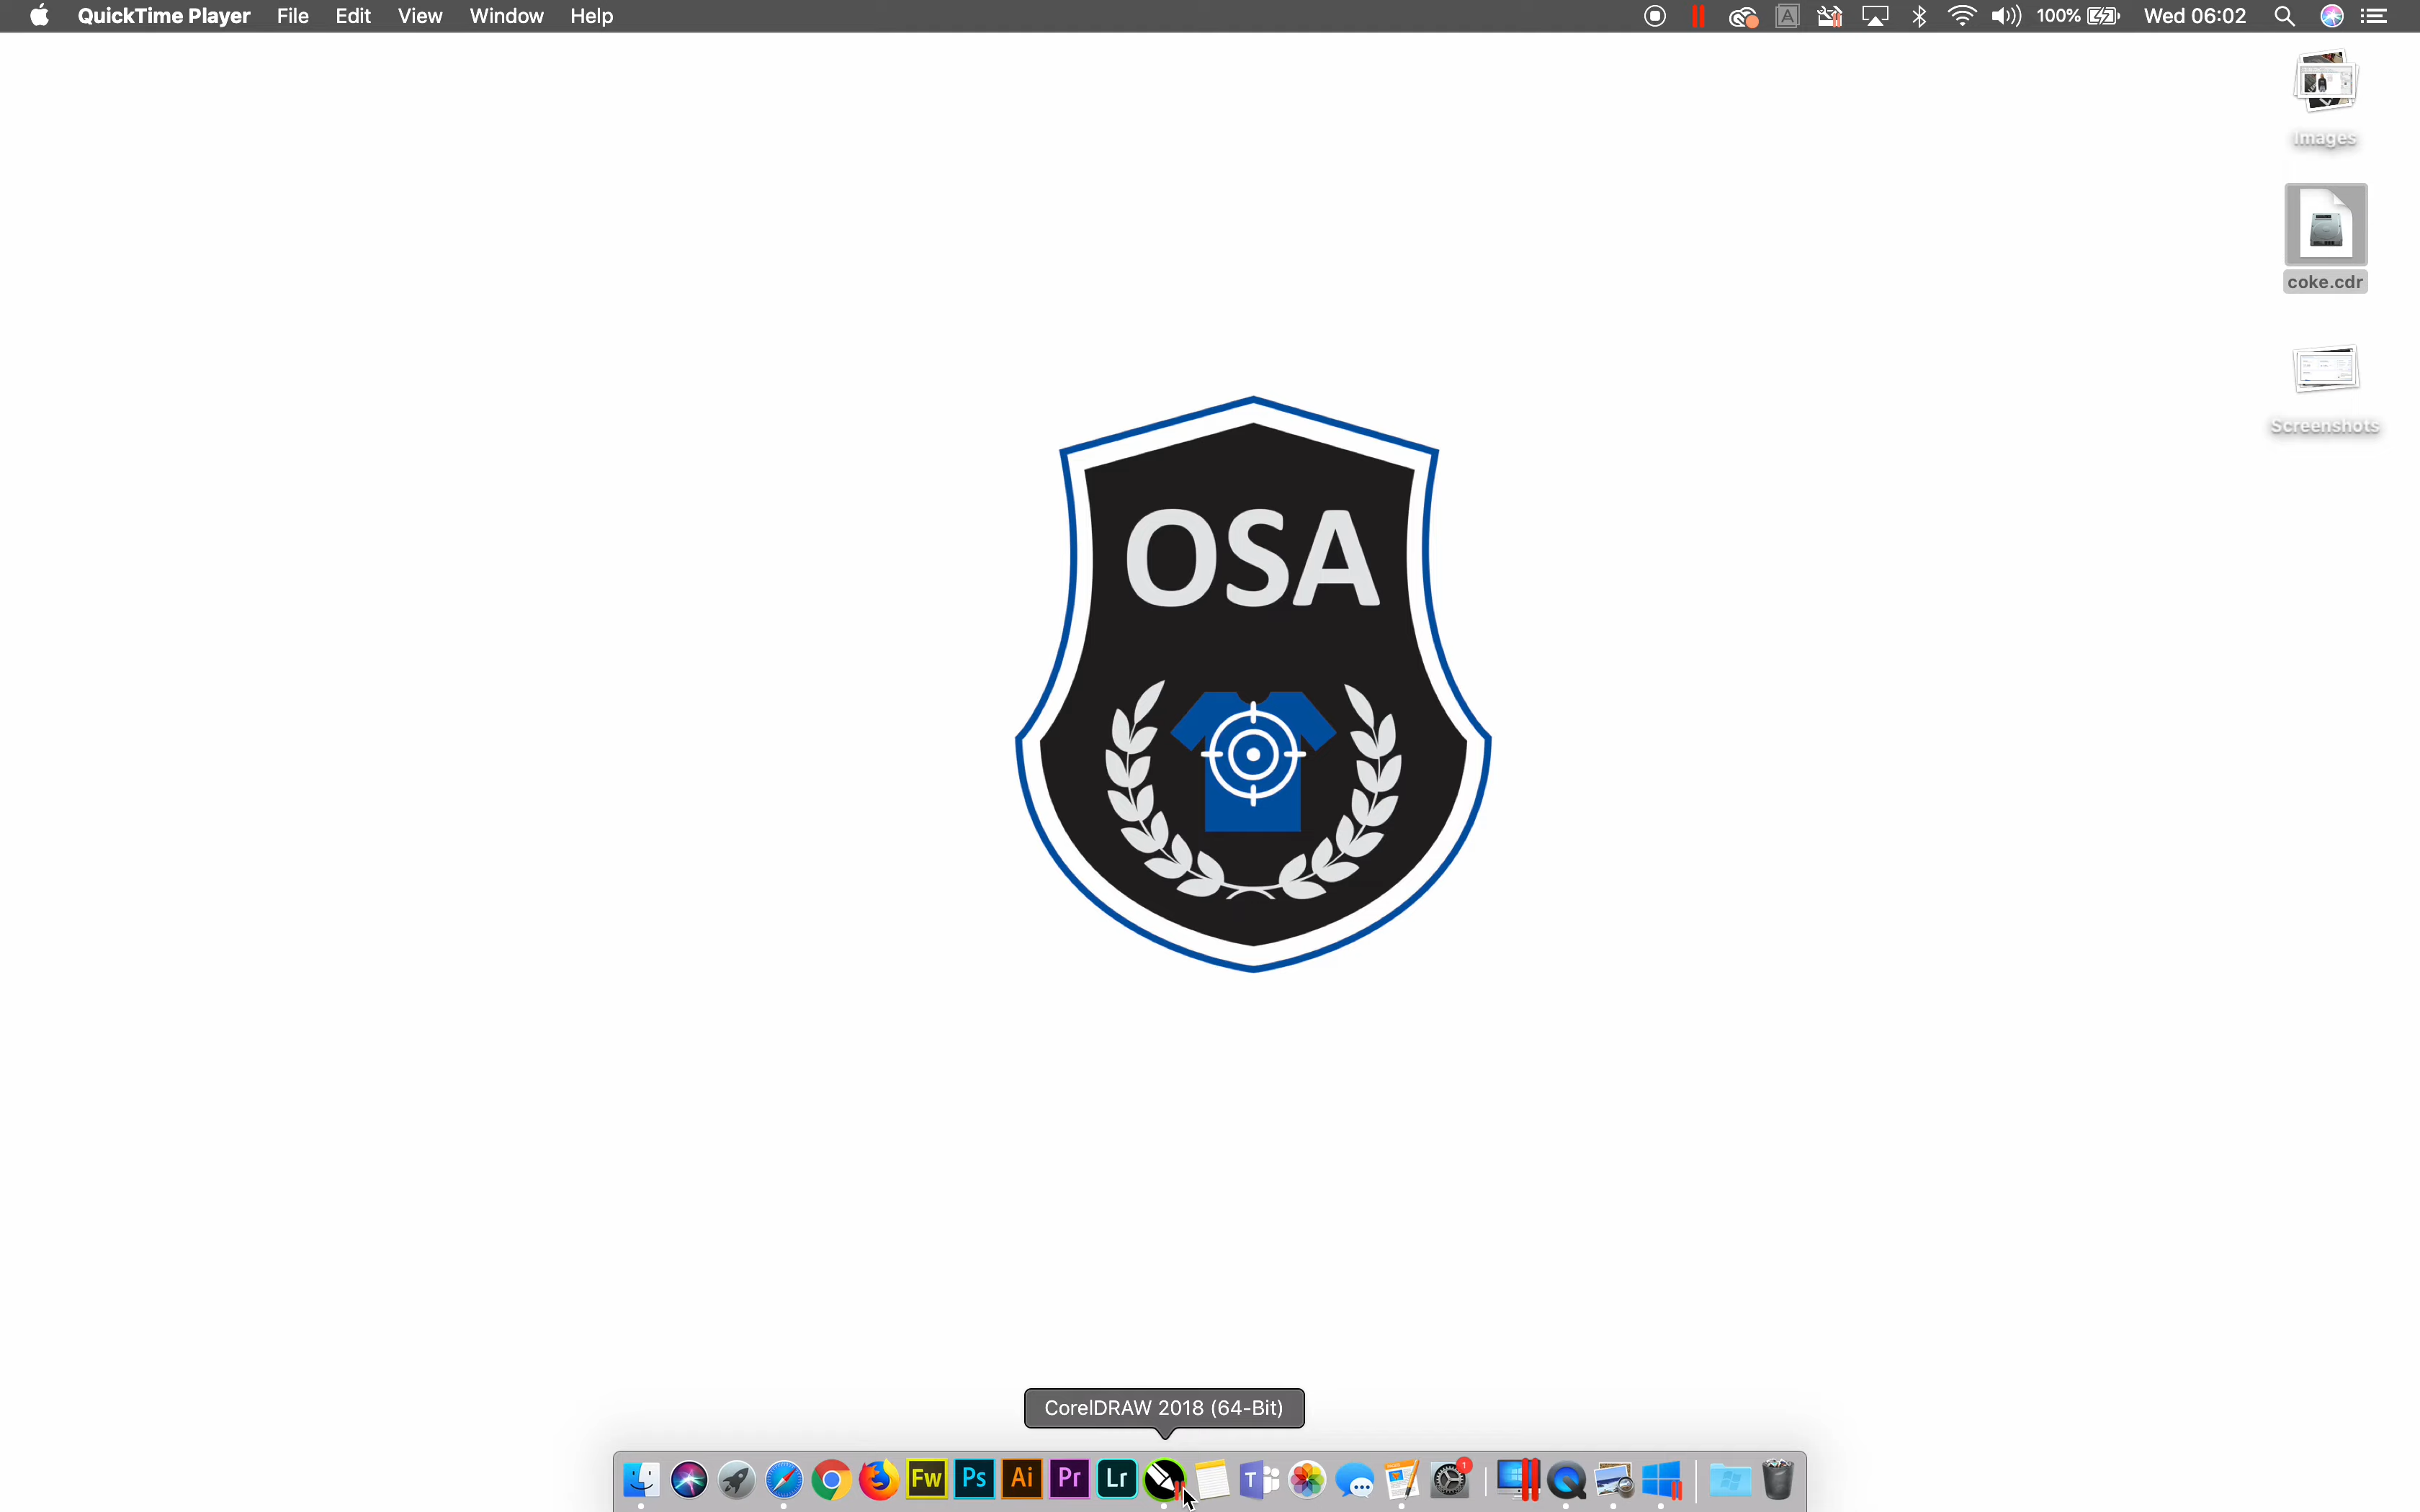 QuickTime Player File Edit View Window Help A 100% Wed 06:02
Images
coke.cdr
Screenshots
OSA
CorelDRAW 2018 (64-Bit)
Fw Ps Ai Pr Lr T 1